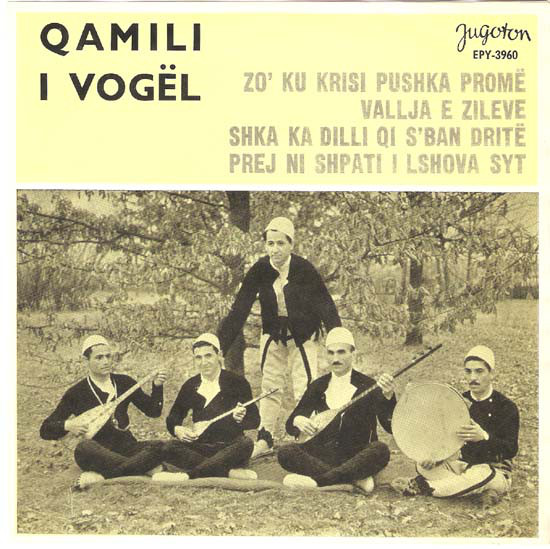 QAMILI
I VOGËL
Jugoton
EPY-3960
ZO' KU KRISI PUSHKA PROMË
VALLJA E ZILEVE
SHKA KA DILLI QI S'BAN DRITË
PREJ NI SHPATI I LSHOVA SYT